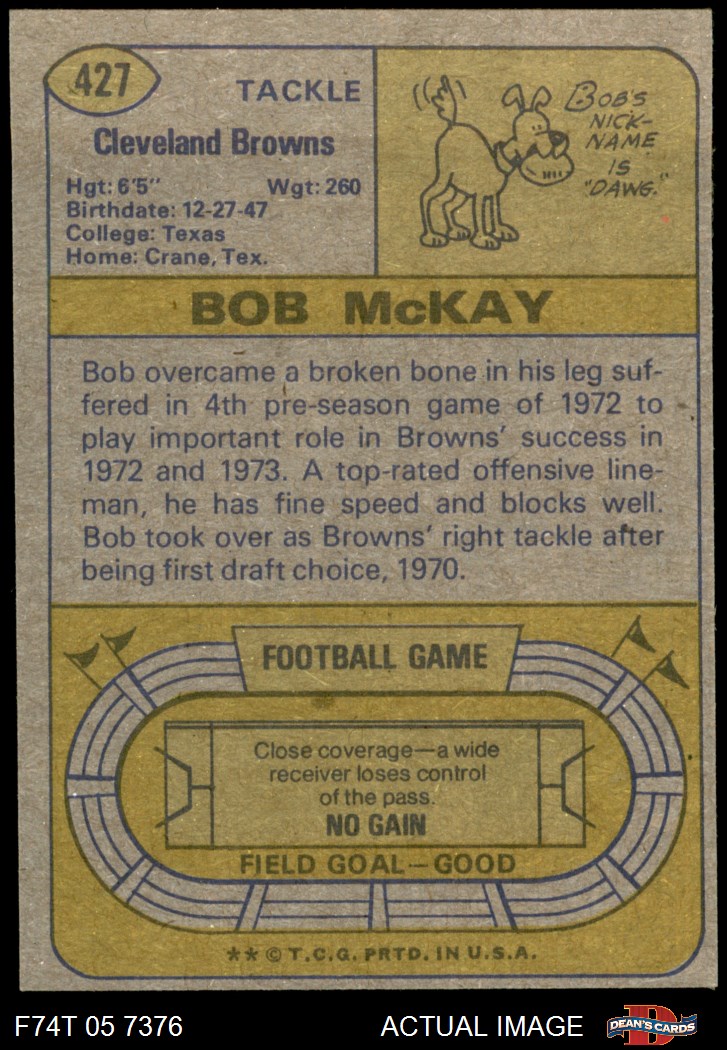 427
TACKLE
Cleveland Browns
Hgt: 6'5" Wgt: 260
Birthdate: 12-27-47
College: Texas
Home: Crane, Tex.
BOB'S
NICK-
NAME
IS
"DAWG."
BOB McKAY
Bob overcame a broken bone in his leg suf-
fered in 4th pre-season game of 1972 to
play important role in Browns' success in
1972 and 1973. A top-rated offensive line-
man, he has fine speed and blocks well.
Bob took over as Browns' right tackle after
being first draft choice, 1970.
FOOTBALL GAME
Close coverage—a wide
receiver loses control
of the pass.
NO GAIN
FIELD GOAL—GOOD
** © T.C.G. PRTD. IN U.S.A.
F74T 05 7376 ACTUAL IMAGE
D
DEAN'S CARDS